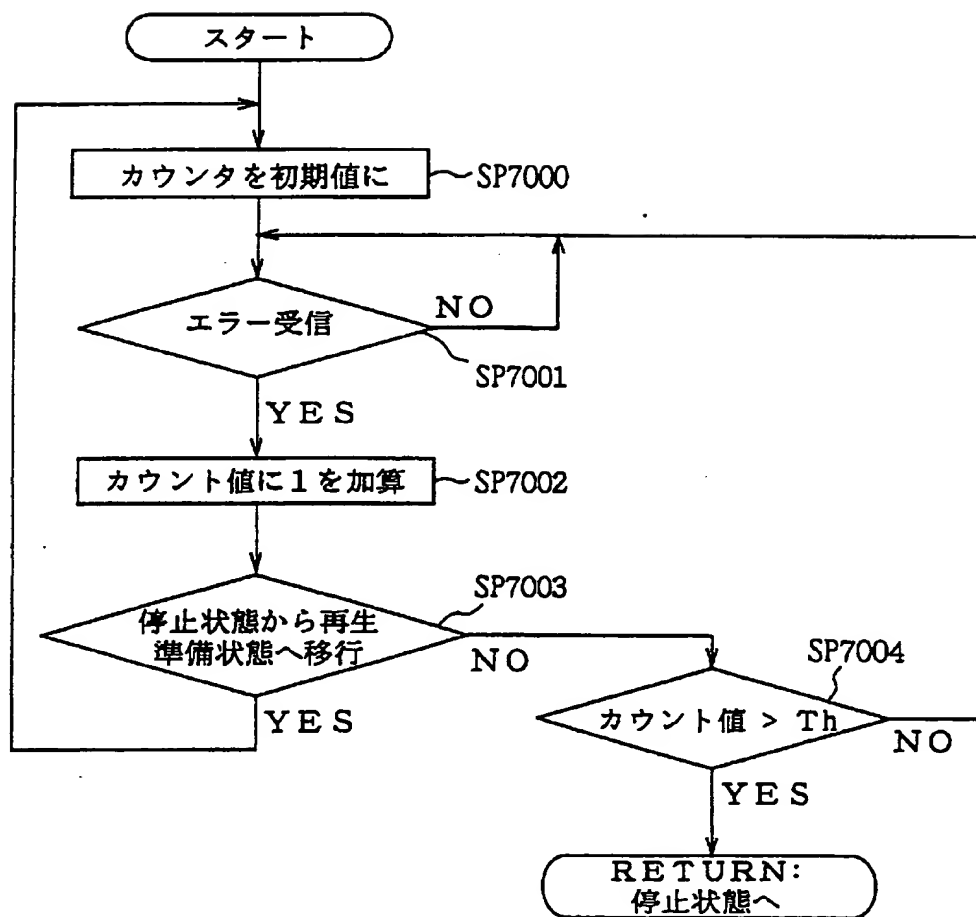 スタート
カウンタを初期値に
SP7000
エラー受信
NO
SP7001
YES
カウント値に1を加算
SP7002
停止状態から再生
準備状態へ移行
SP7003
NO
YES
SP7004
カウント値 > Th
NO
YES
RETURN:
停止状態へ